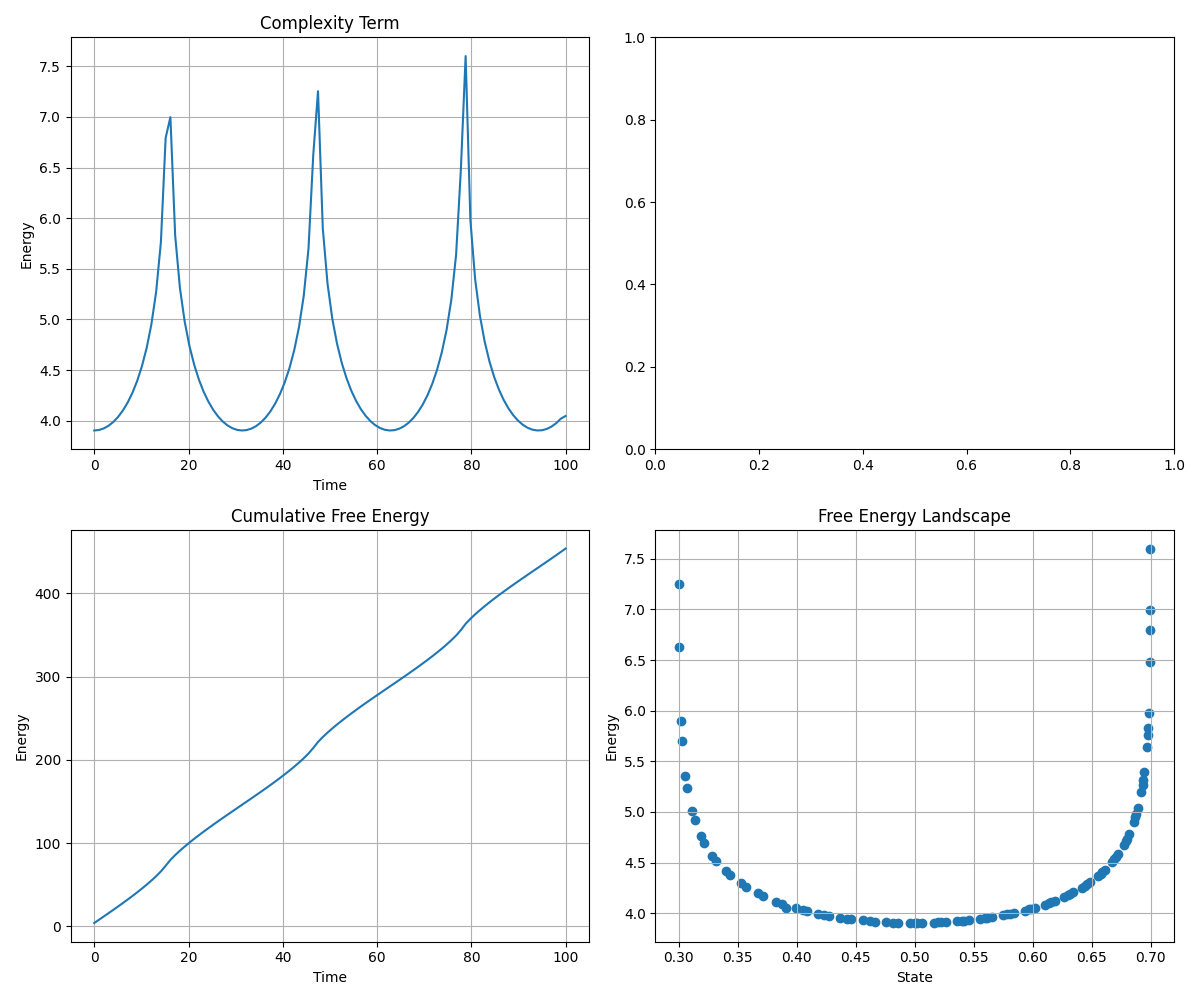 Complexity Term
7.5
7.0
6.5
6.0
5.5
5.0
4.5
4.0
Energy
0 20 40 60 80 100
Time
1.0
0.8
0.6
0.4
0.2
0.0
0.0 0.2 0.4 0.6 0.8 1.0
Cumulative Free Energy
400
300
200
100
0
Energy
0 20 40 60 80 100
Time
Free Energy Landscape
7.5
7.0
6.5
6.0
5.5
5.0
4.5
4.0
Energy
0.30 0.35 0.40 0.45 0.50 0.55 0.60 0.65 0.70
State